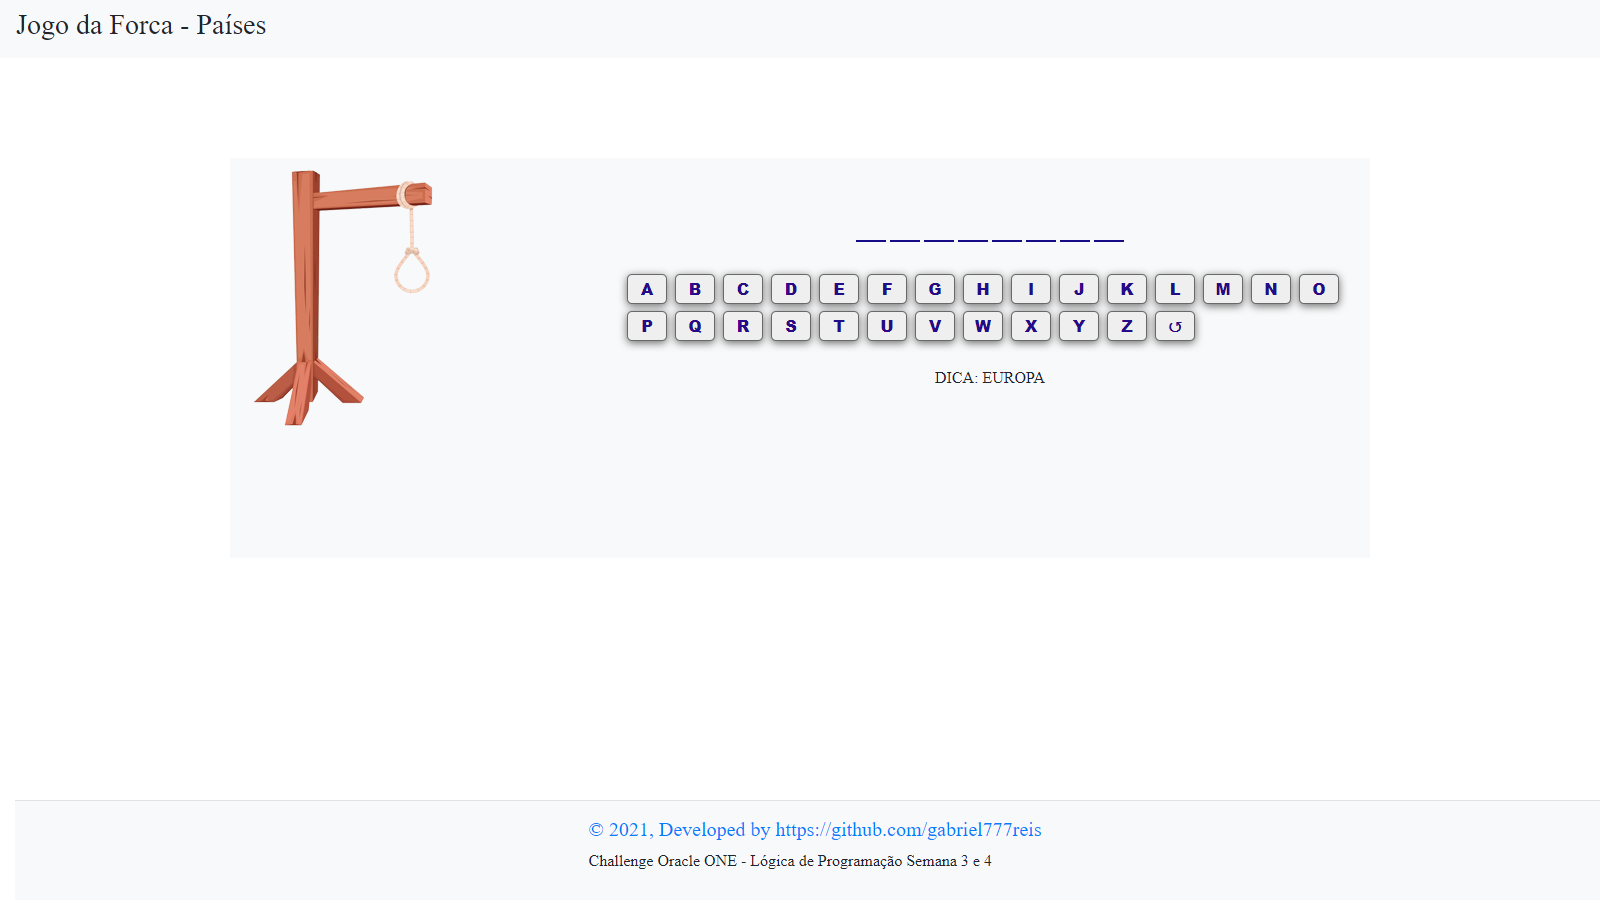 Jogo da Forca - Países
A B C D E F G H I J K L M N O
P Q R S T U V W X Y Z ↺
DICA: EUROPA
© 2021, Developed by https://github.com/gabriel777reis
Challenge Oracle ONE - Lógica de Programação Semana 3 e 4